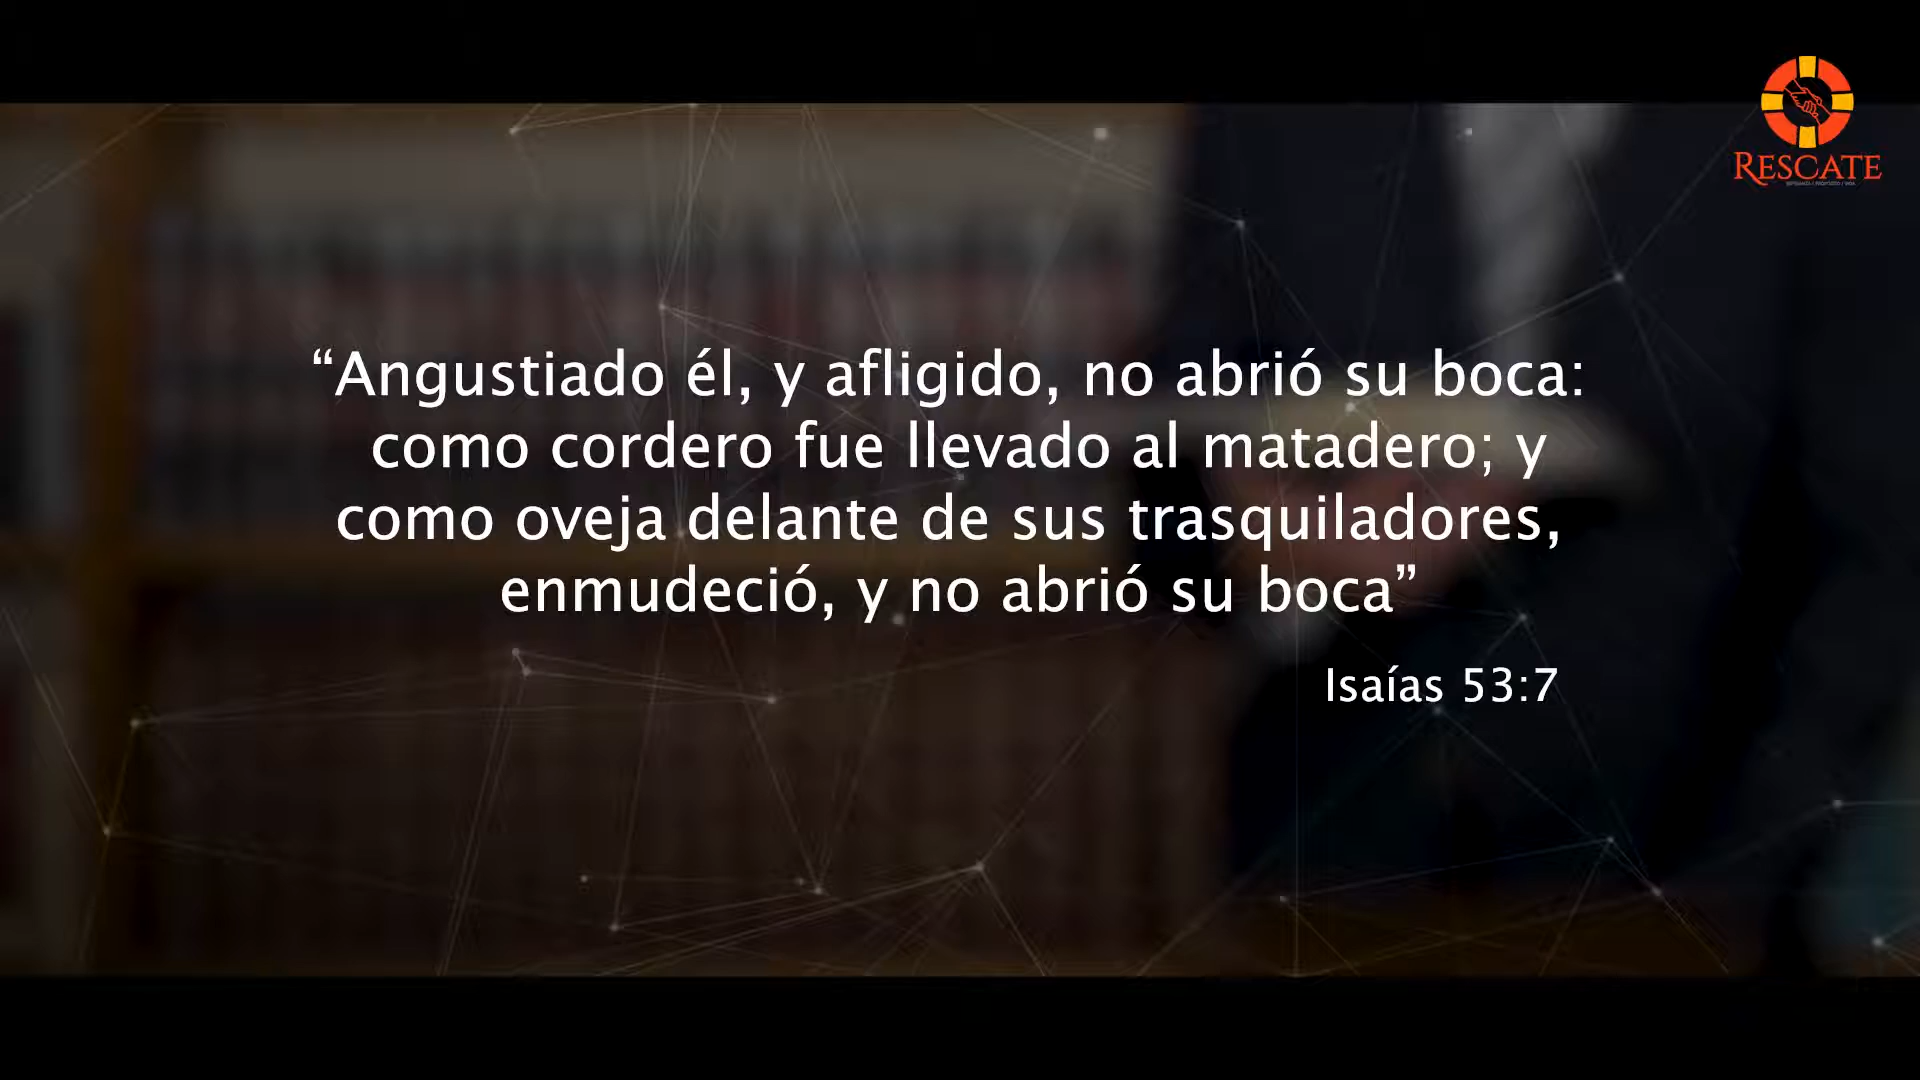 RESCATE
“Angustiado él, y afligido, no abrió su boca:
como cordero fue llevado al matadero; y
como oveja delante de sus trasquiladores,
enmudeció, y no abrió su boca”
Isaías 53:7